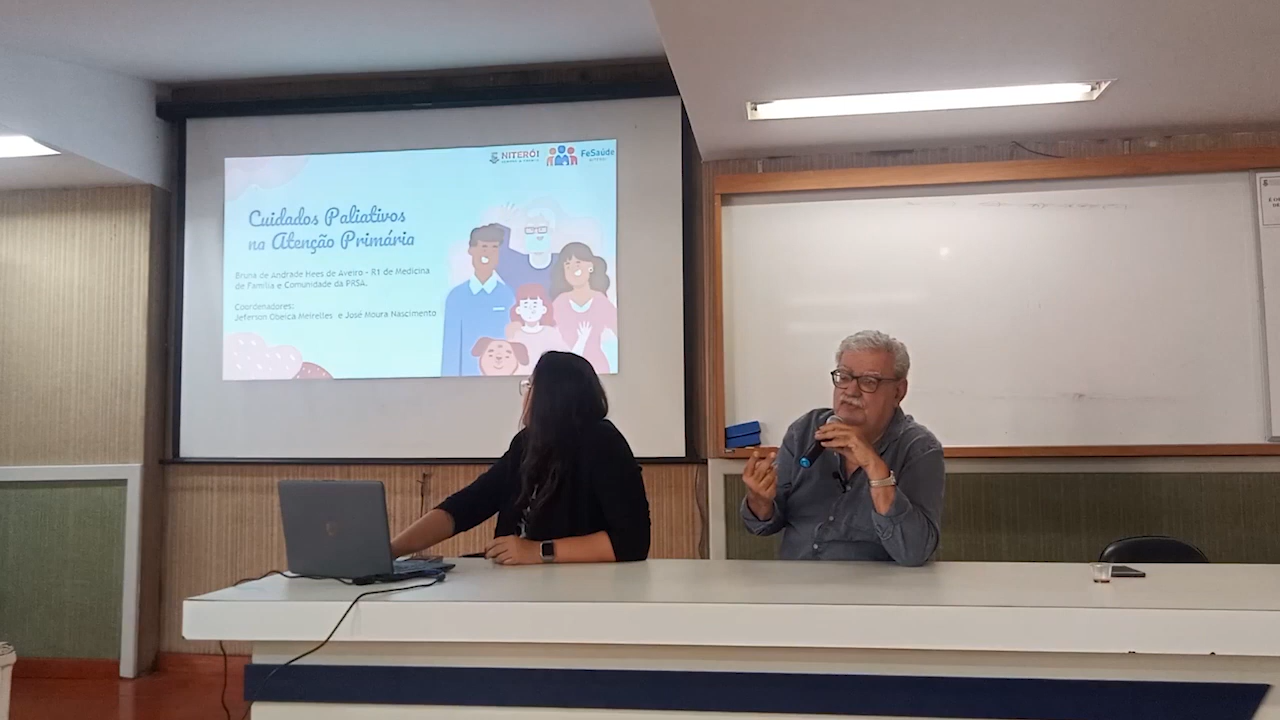 NITERÓI
FeSaúde
Cuidados Paliativos
na Atenção Primária
Bruna de Andrade Hees de Aveiro - R1 de Medicina
de Família e Comunidade da PRSA.
Coordenadores:
Jeferson Obeica Meirelles e José Moura Nascimento